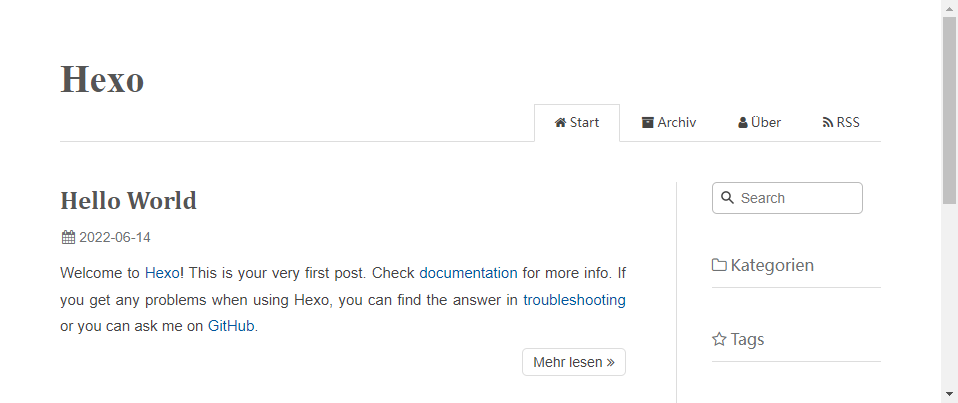 Hexo
Start Archiv Über RSS
Hello World
2022-06-14
Welcome to Hexo! This is your very first post. Check documentation for more info. If
you get any problems when using Hexo, you can find the answer in troubleshooting
or you can ask me on GitHub.
Mehr lesen »
Search
Kategorien
Tags